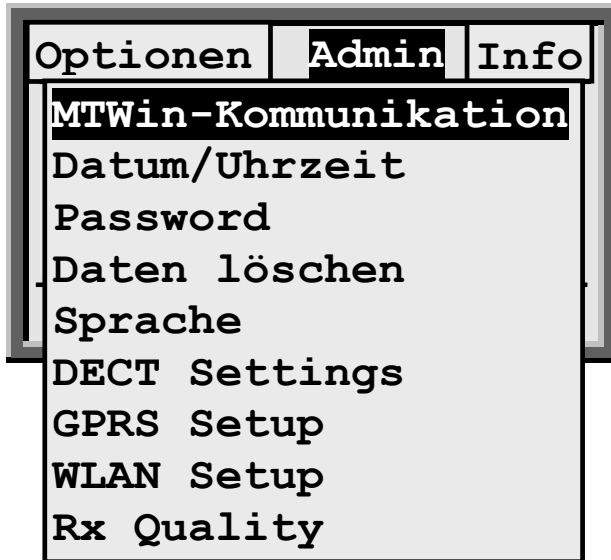 Optionen Admin Info
MTWin-Kommunikation
Datum/Uhrzeit
Password
Daten löschen
Sprache
DECT Settings
GPRS Setup
WLAN Setup
Rx Quality